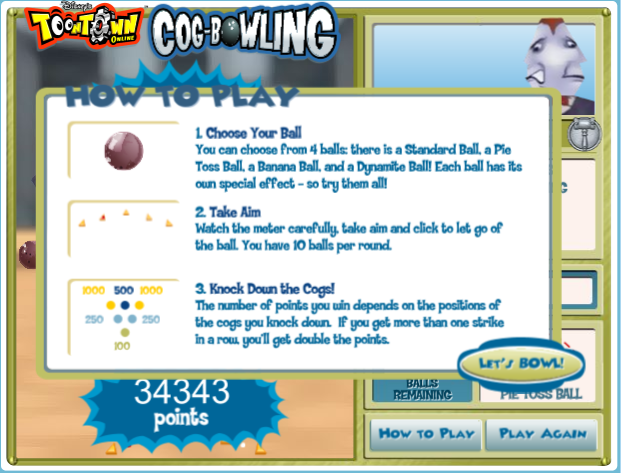 Disney's
TOONTOWN
ONLINE
COG-BOWLING
HOW TO PLAY
1. Choose Your Ball
You can choose from 4 balls: there is a Standard Ball, a Pie
Toss Ball, a Banana Ball, and a Dynamite Ball! Each ball has its
own special effect - so try them all!
2. Take Aim
Watch the meter carefully, take aim and click to let go of
the ball. You have 10 balls per round.
1000 500 1000
250 250
100
3. Knock Down the Cogs!
The number of points you win depends on the positions of
the cogs you knock down. If you get more than one strike
in a row, you'll get double the points.
LET'S BOWL!
34343
points
BALLS
REMAINING
PIE TOSS BALL
HOW TO PLAY
PLAY AGAIN